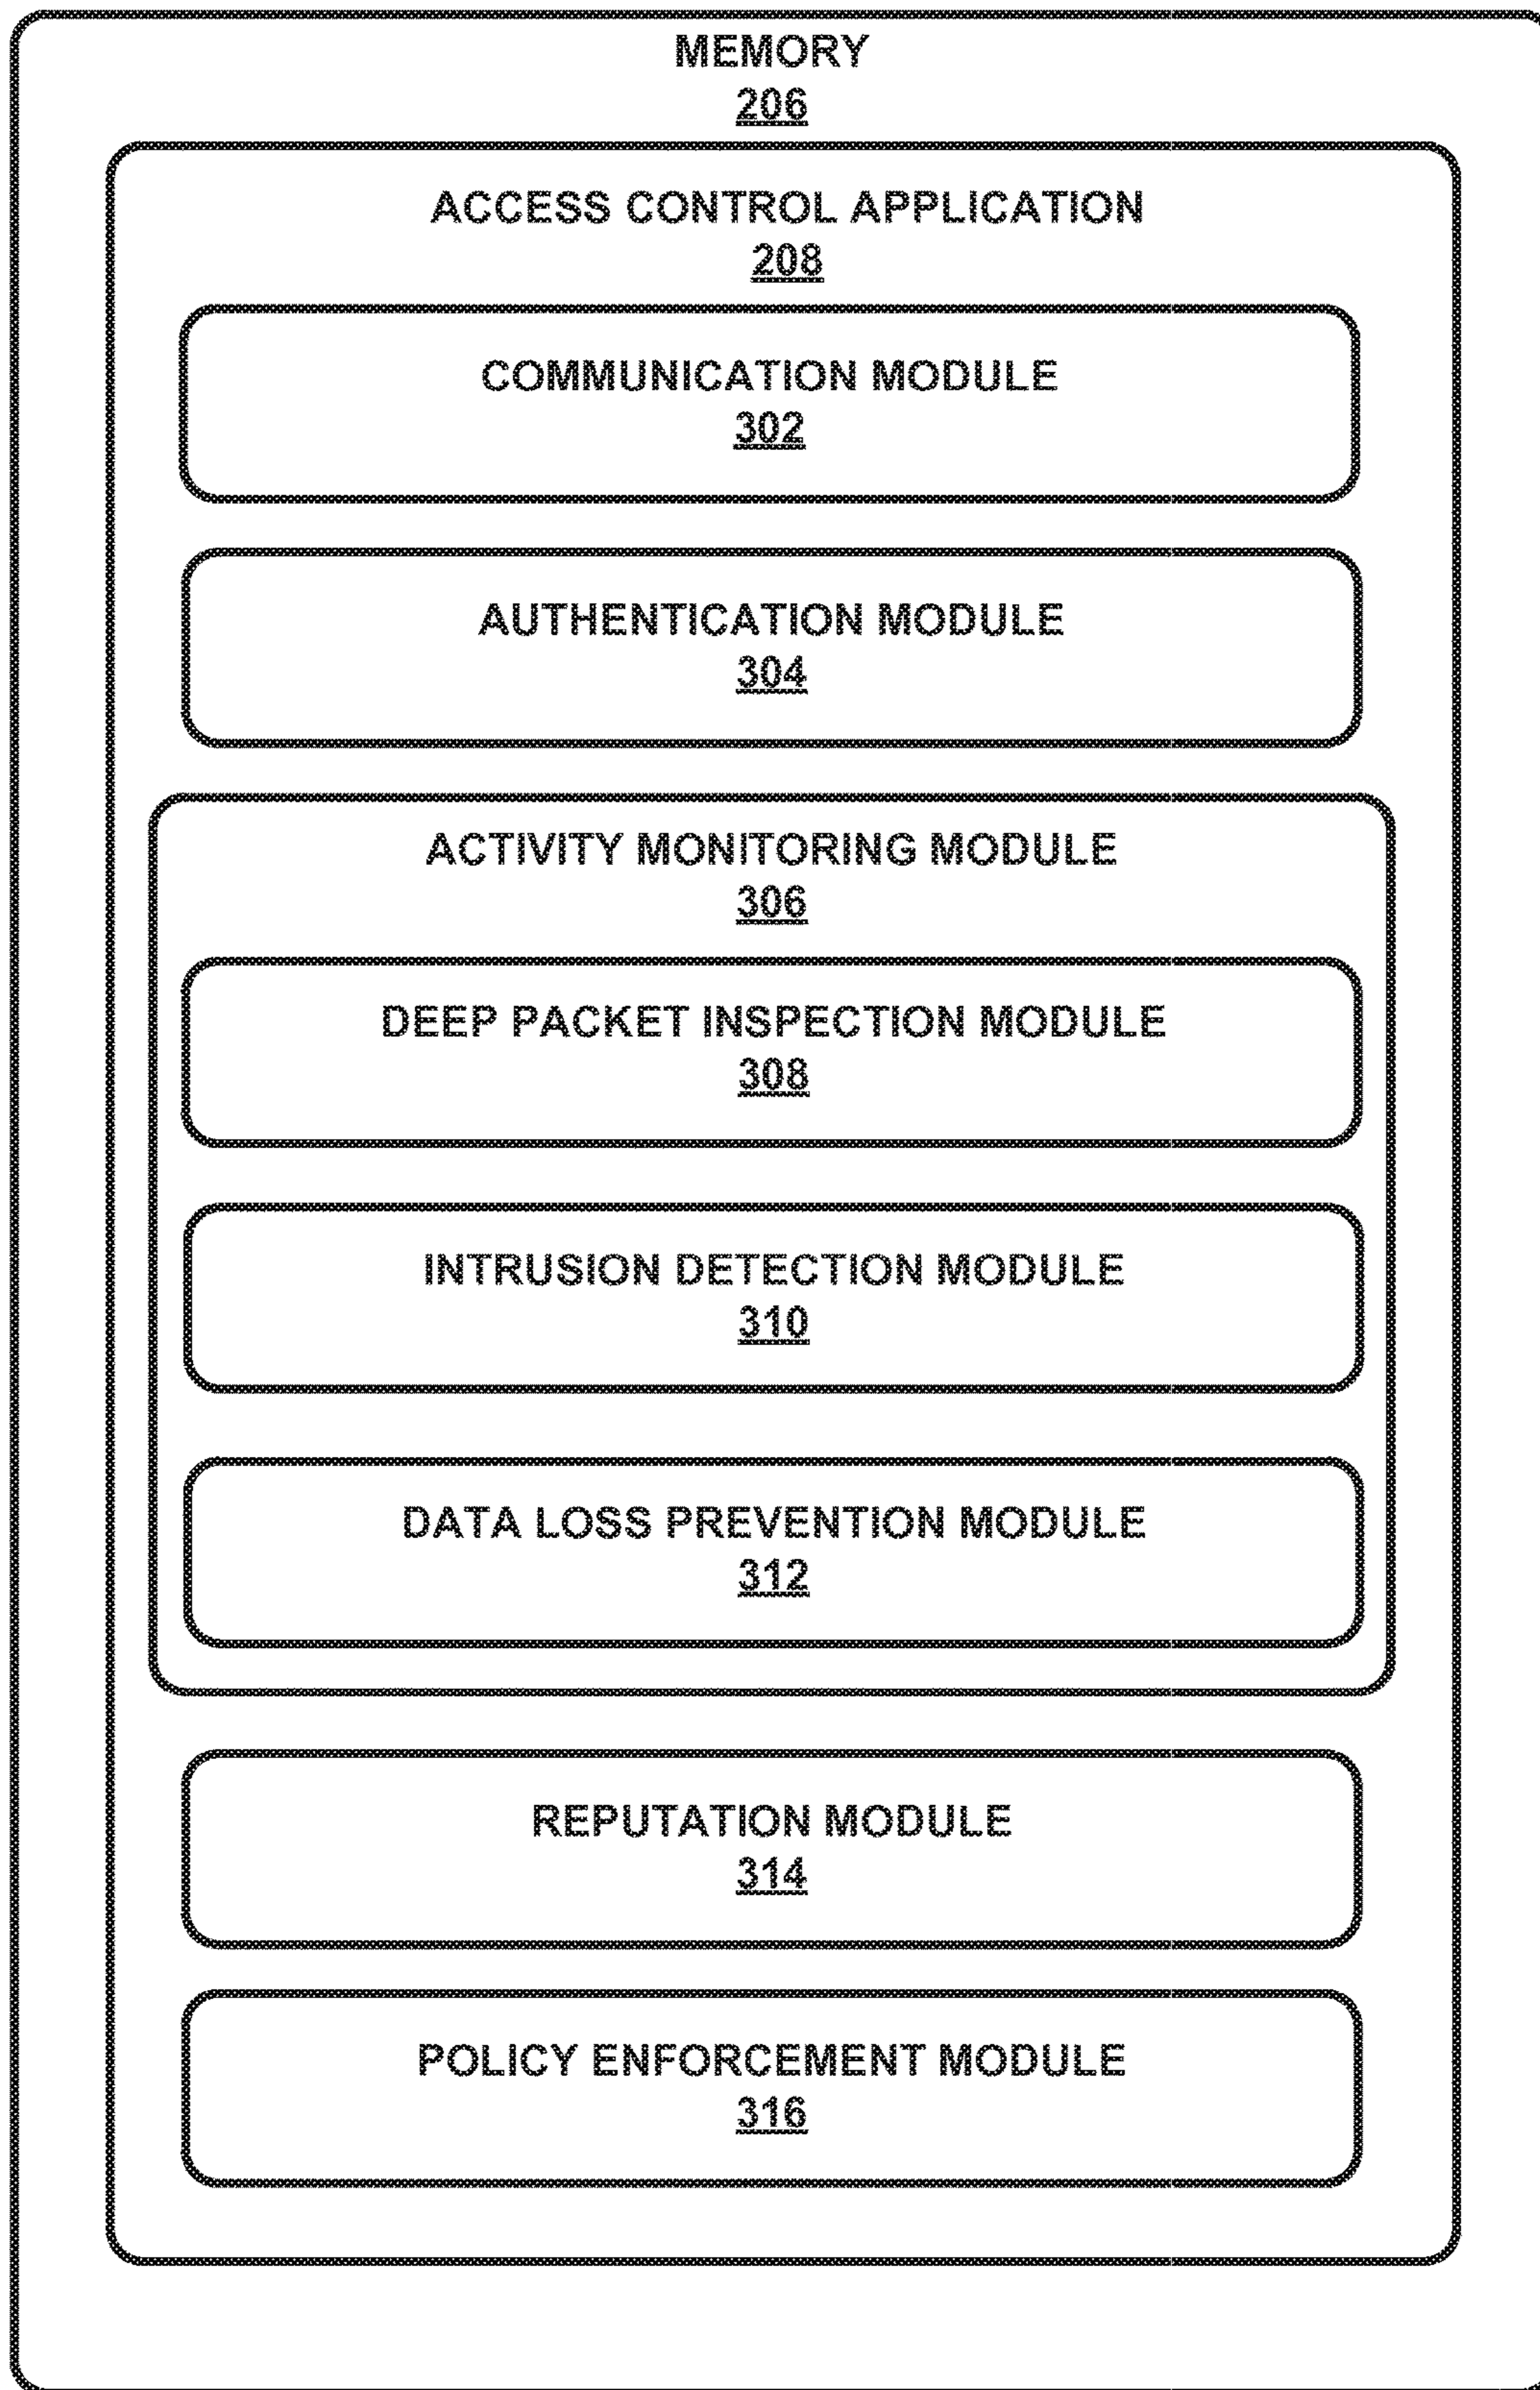 MEMORY
206
ACCESS CONTROL APPLICATION
208
COMMUNICATION MODULE
302
AUTHENTICATION MODULE
304
ACTIVITY MONITORING MODULE
306
DEEP PACKET INSPECTION MODULE
308
INTRUSION DETECTION MODULE
310
DATA LOSS PREVENTION MODULE
312
REPUTATION MODULE
314
POLICY ENFORCEMENT MODULE
316